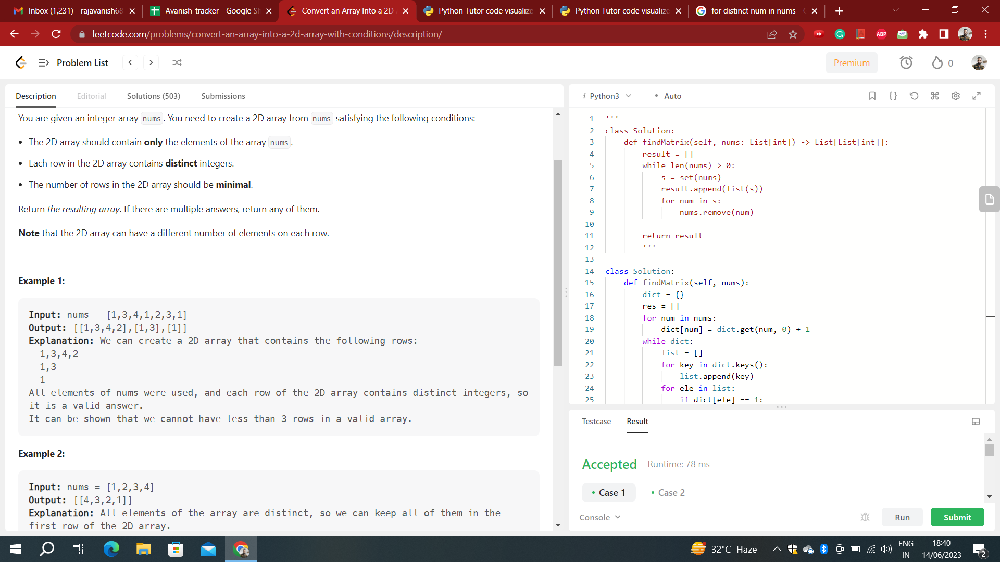 Inbox (1,231) - rajavanish68
Avanish-tracker - Google Sh
Convert an Array Into a 2D
Python Tutor code visualize
Python Tutor code visualize
for distinct num in nums -
leetcode.com/problems/convert-an-array-into-a-2d-array-with-conditions/description/
ABP
Problem List
Premium
0
Description
Editorial
Solutions (503)
Submissions
You are given an integer array nums. You need to create a 2D array from nums satisfying the following conditions:
• The 2D array should contain only the elements of the array nums.
• Each row in the 2D array contains distinct integers.
• The number of rows in the 2D array should be minimal.
Return the resulting array. If there are multiple answers, return any of them.
Note that the 2D array can have a different number of elements on each row.
Example 1:
Input: nums = [1,3,4,1,2,3,1]
Output: [[1,3,4,2],[1,3],[1]]
Explanation: We can create a 2D array that contains the following rows:
- 1,3,4,2
- 1,3
- 1
All elements of nums were used, and each row of the 2D array contains distinct integers, so
it is a valid answer.
It can be shown that we cannot have less than 3 rows in a valid array.
Example 2:
Input: nums = [1,2,3,4]
Output: [[4,3,2,1]]
Explanation: All elements of the array are distinct, so we can keep all of them in the
first row of the 2D array.
i Python3
• Auto
1 '''
2 class Solution:
3 def findMatrix(self, nums: List[int]) -> List[List[int]]:
4 result = []
5 while len(nums) > 0:
6 s = set(nums)
7 result.append(list(s))
8 for num in s:
9 nums.remove(num)
10
11 return result
12 '''
13
14 class Solution:
15 def findMatrix(self, nums):
16 dict = {}
17 res = []
18 for num in nums:
19 dict[num] = dict.get(num, 0) + 1
20 while dict:
21 list = []
22 for key in dict.keys():
23 list.append(key)
24 for ele in list:
25 if dict[ele] == 1:
Testcase
Result
Accepted
Runtime: 78 ms
• Case 1
• Case 2
Console
Run
Submit
32°C Haze
ENG
IN
18:40
14/06/2023
2